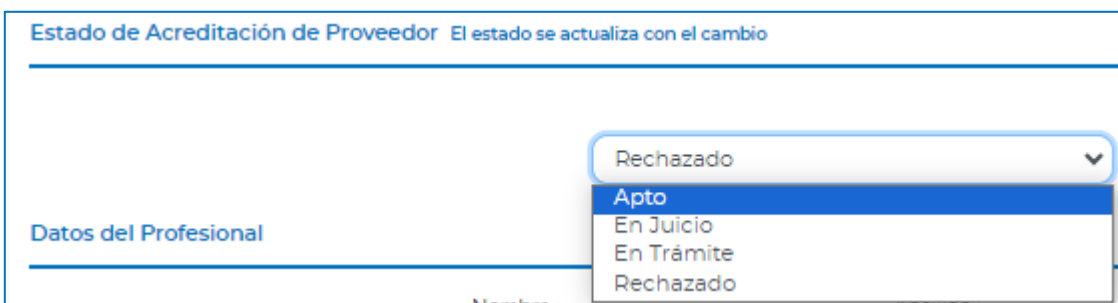 Estado de Acreditación de Proveedor El estado se actualiza con el cambio
Rechazado
Apto
En Juicio
En Trámite
Rechazado
Datos del Profesional